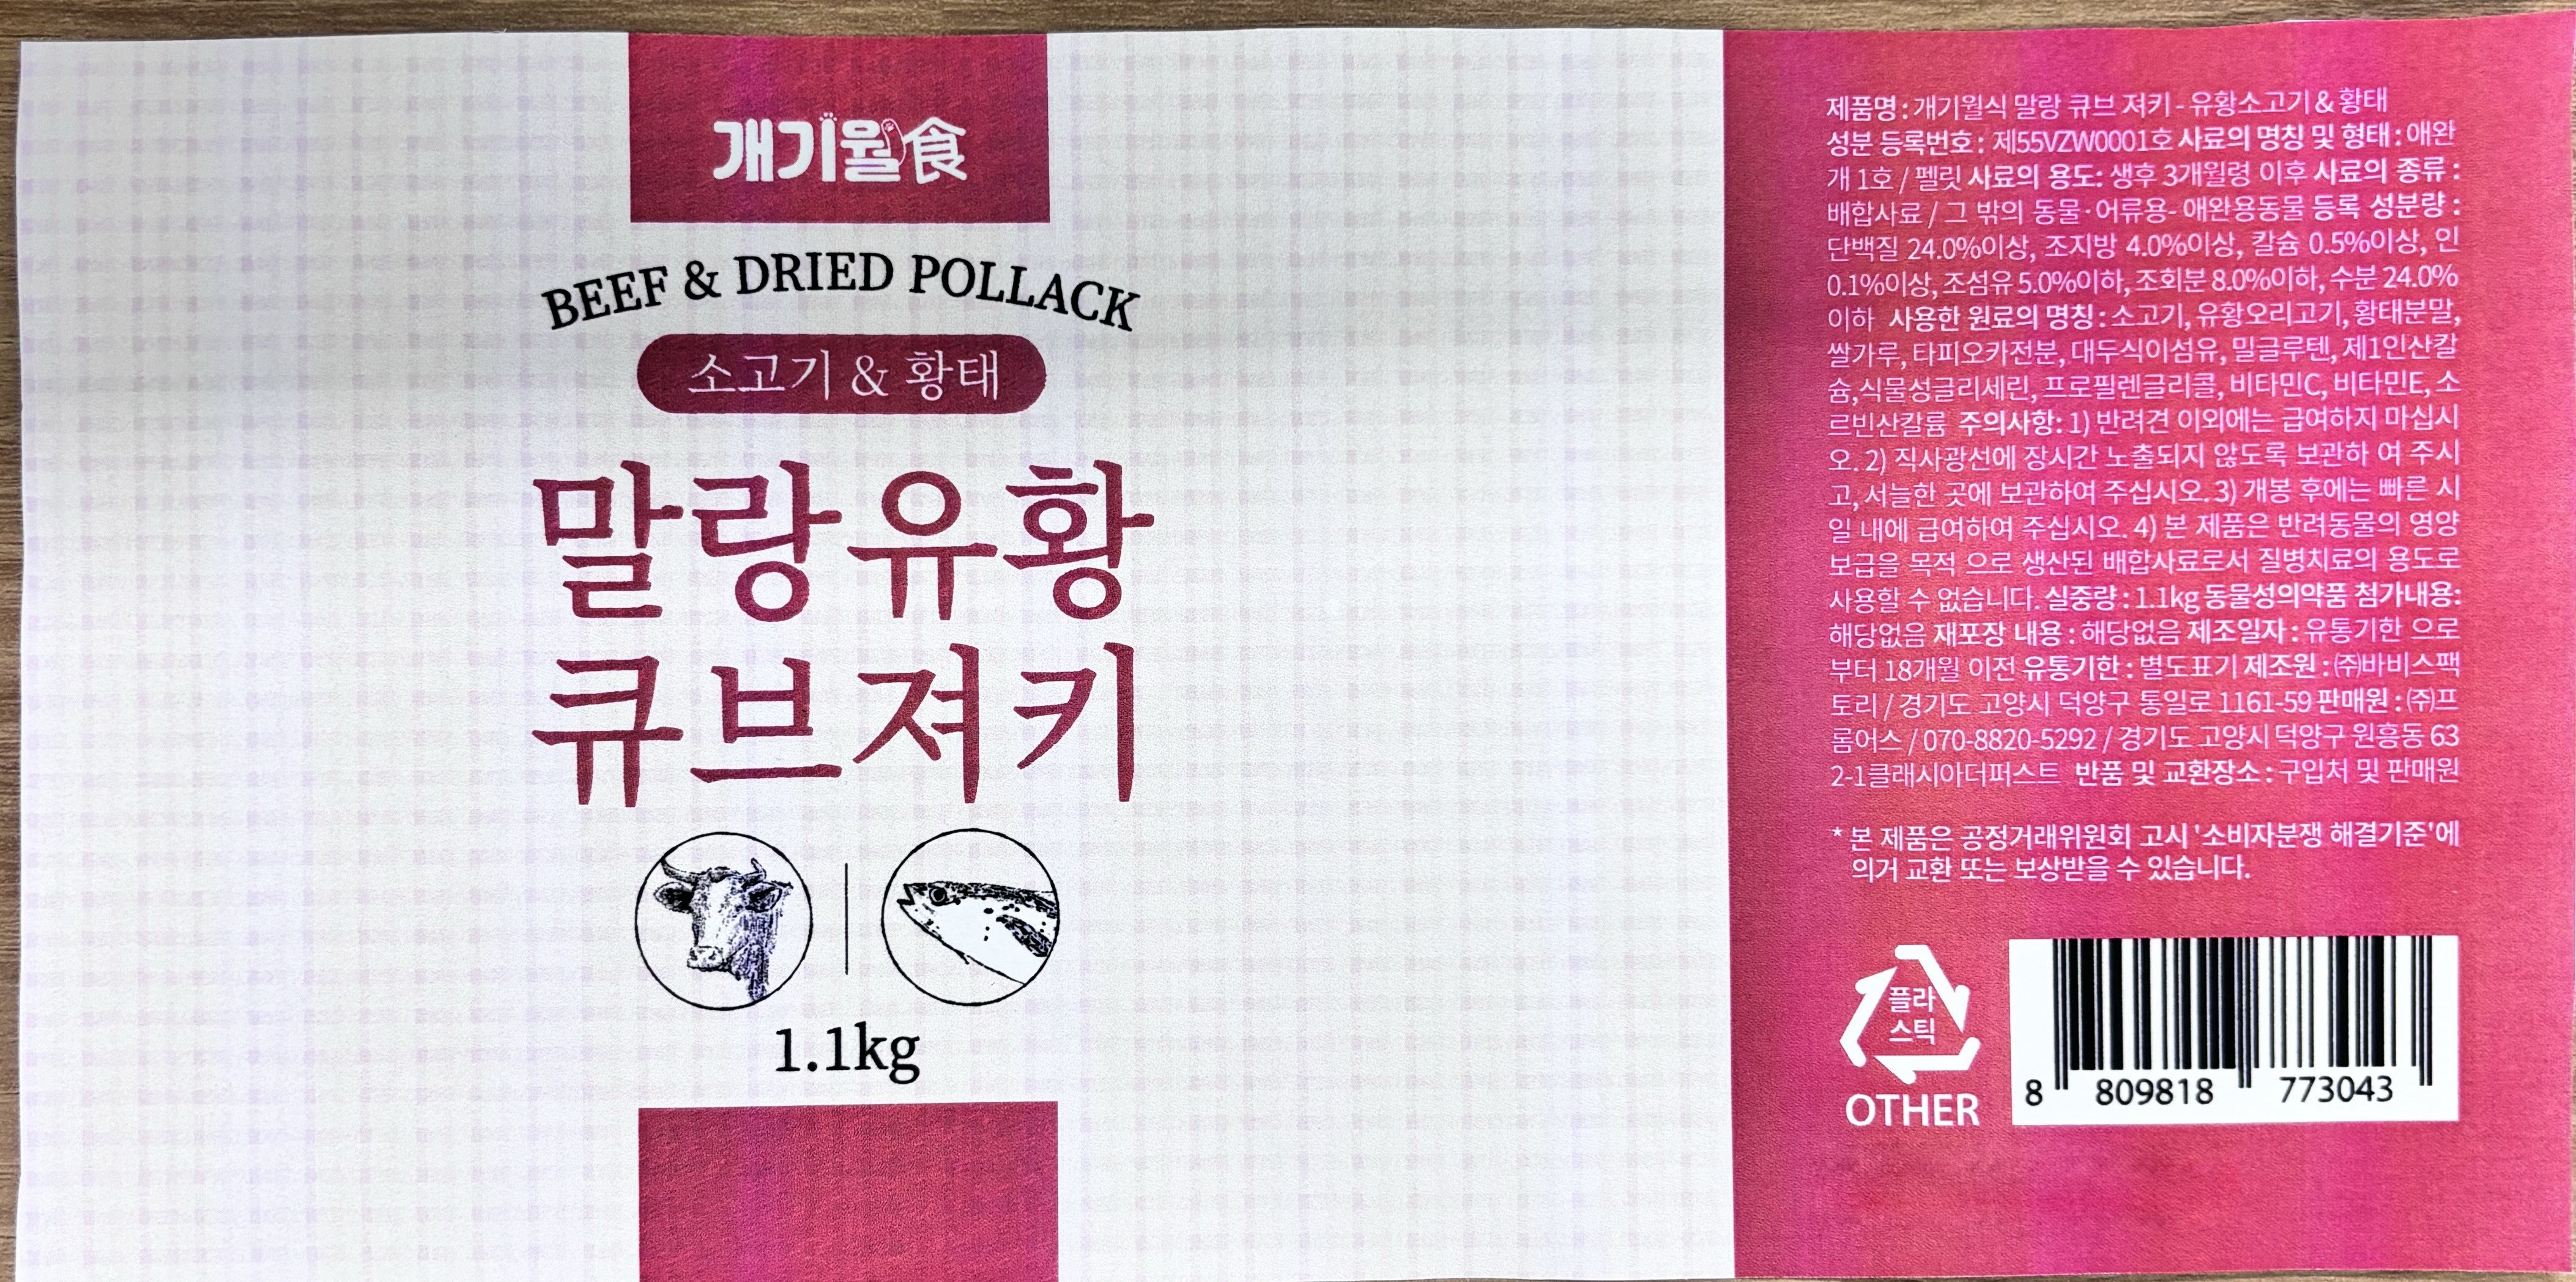 개기월食
BEEF & DRIED POLLACK
소고기 & 황태
말랑유황
큐브져키
1.1kg
제품명 : 개기월식 말랑 큐브 져키 - 유황소고기 & 황태
성분 등록번호 : 제55VZW0001호 사료의 명칭 및 형태 : 애완
개 1호 / 펠릿 사료의 용도: 생후 3개월령 이후 사료의 종류 :
배합사료 / 그 밖의 동물·어류용- 애완용동물 등록 성분량 :
단백질 24.0%이상, 조지방 4.0%이상, 칼슘 0.5%이상, 인
0.1%이상, 조섬유 5.0%이하, 조회분 8.0%이하, 수분 24.0%
이하 사용한 원료의 명칭 : 소고기, 유황오리고기, 황태분말,
쌀가루, 타피오카전분, 대두식이섬유, 밀글루텐, 제1인산칼
슘,식물성글리세린, 프로필렌글리콜, 비타민C, 비타민E, 소
르빈산칼륨 주의사항: 1) 반려견 이외에는 급여하지 마십시
오. 2) 직사광선에 장시간 노출되지 않도록 보관하 여 주시
고, 서늘한 곳에 보관하여 주십시오. 3) 개봉 후에는 빠른 시
일 내에 급여하여 주십시오. 4) 본 제품은 반려동물의 영양
보급을 목적 으로 생산된 배합사료로서 질병치료의 용도로
사용할 수 없습니다. 실중량 : 1.1kg 동물성의약품 첨가내용:
해당없음 재포장 내용 : 해당없음 제조일자 : 유통기한 으로
부터 18개월 이전 유통기한 : 별도표기 제조원 : ㈜바비스팩
토리 / 경기도 고양시 덕양구 통일로 1161-59 판매원 : ㈜프
롬어스 / 070-8820-5292 / 경기도 고양시 덕양구 원흥동 63
2-1클래시아더퍼스트 반품 및 교환장소 : 구입처 및 판매원
* 본 제품은 공정거래위원회 고시 '소비자분쟁 해결기준'에
의거 교환 또는 보상받을 수 있습니다.
플라
스틱
OTHER
8 809818 773043